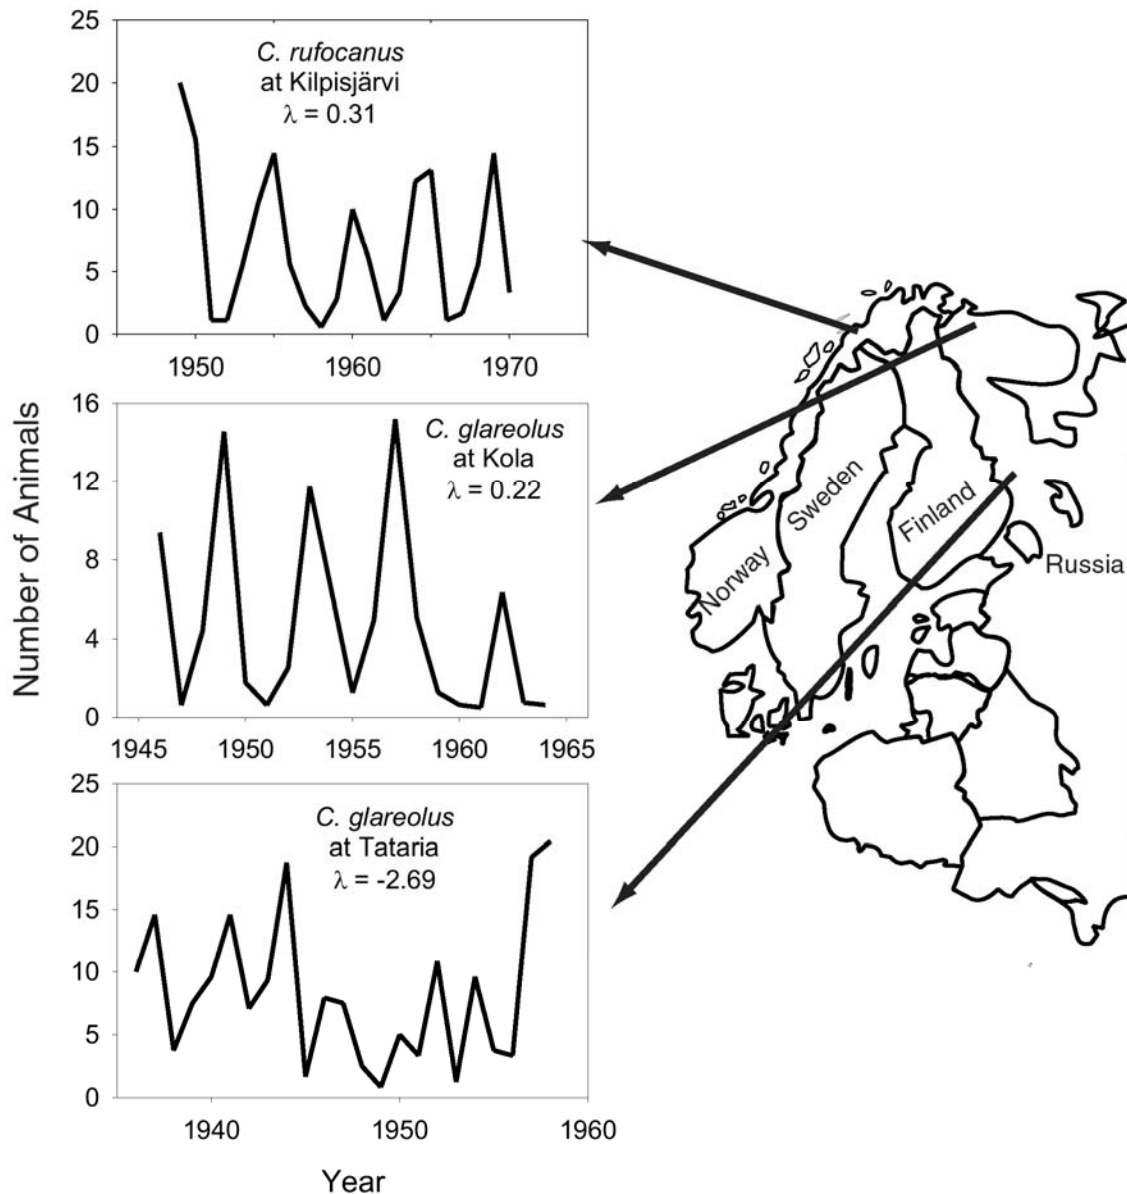 25
20
15
10
5
0
C. rufocanus
at Kilpisjärvi
λ = 0.31
1950 1960 1970
16
12
8
4
0
C. glareolus
at Kola
λ = 0.22
1945 1950 1955 1960 1965
25
20
15
10
5
0
C. glareolus
at Tataria
λ = -2.69
1940 1950 1960
Number of Animals
Year
Norway
Sweden
Finland
Russia